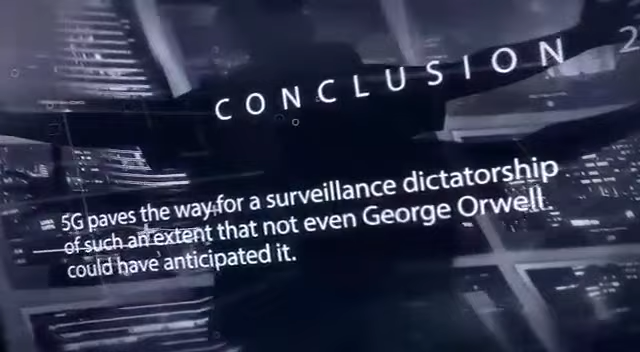 CONCLUSION 2
5G paves the way for a surveillance dictatorship
of such an extent that not even George Orwell
could have anticipated it.